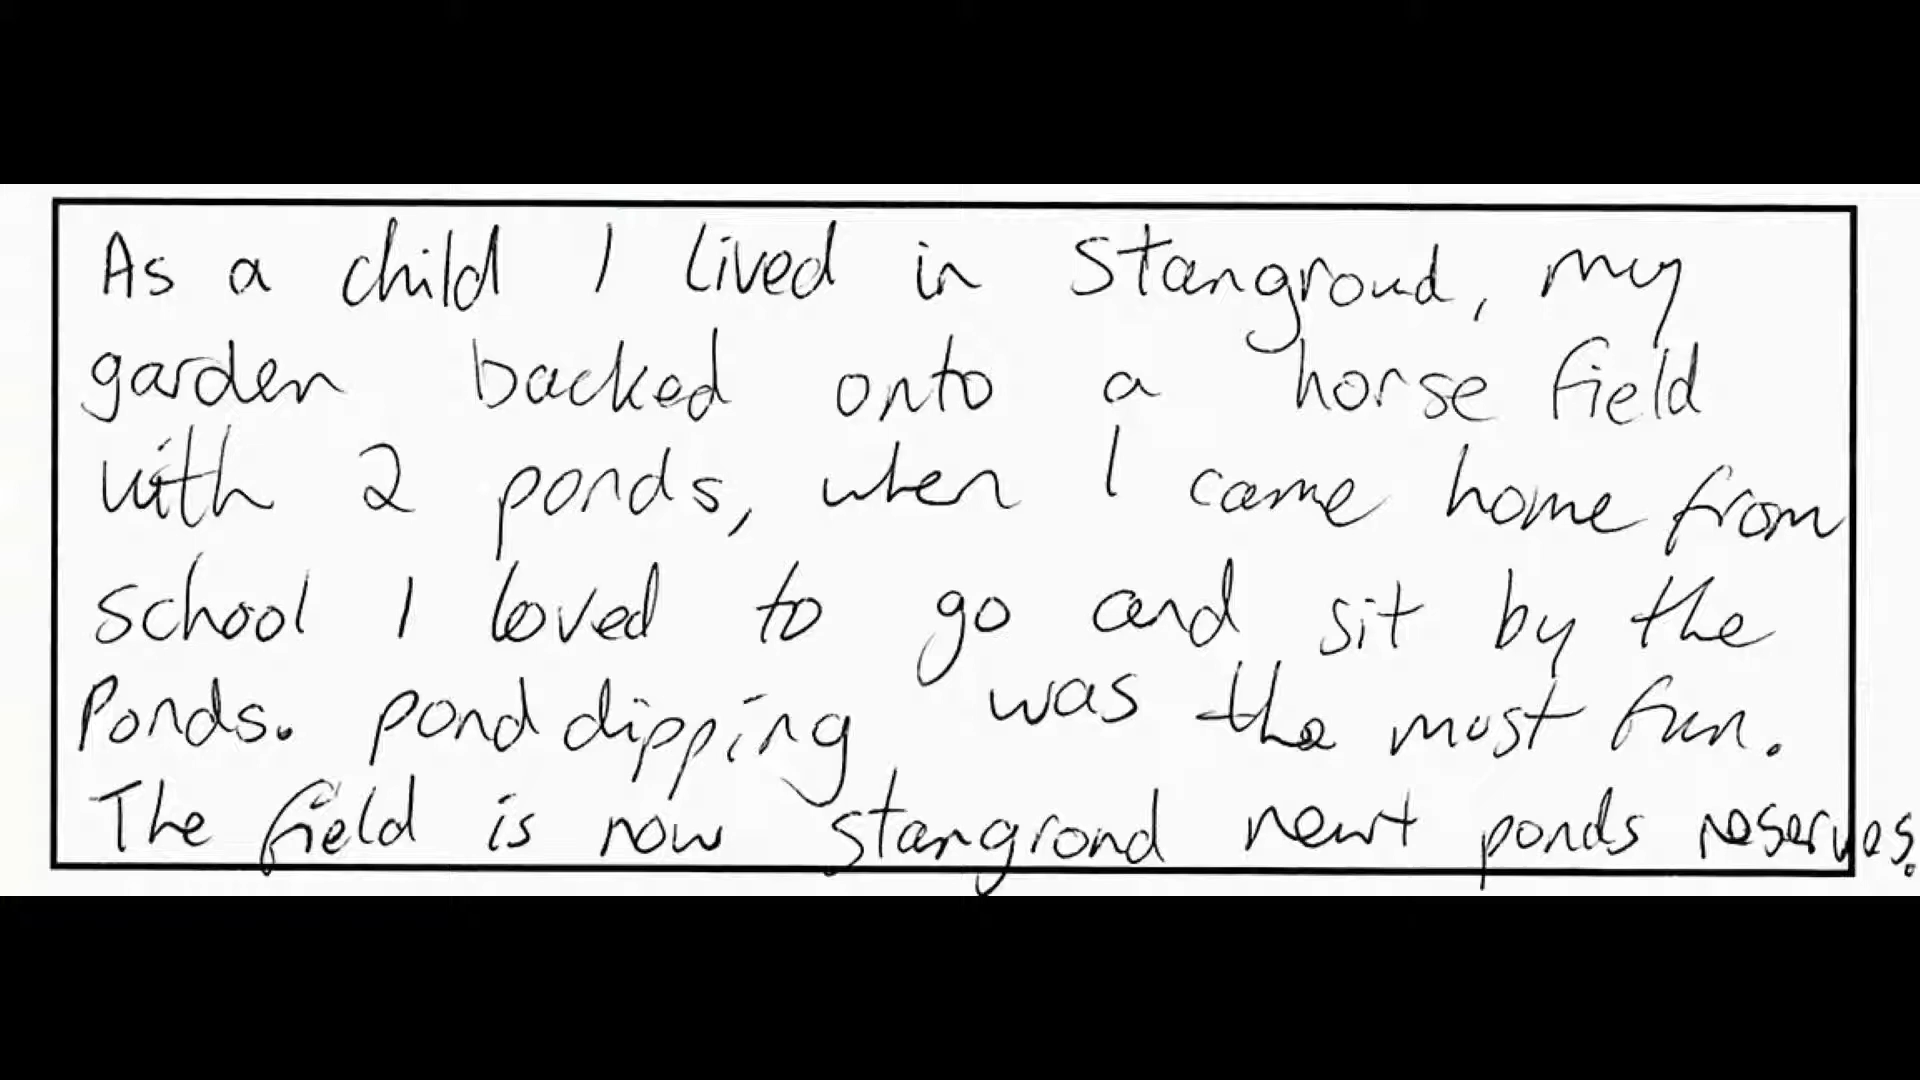 As a child I lived in Stangroud, my
garden backed onto a horse field
with 2 ponds, when I came home from
school I loved to go and sit by the
Ponds. pond dipping was the most fun.
The field is now stangrond newt ponds reserves.